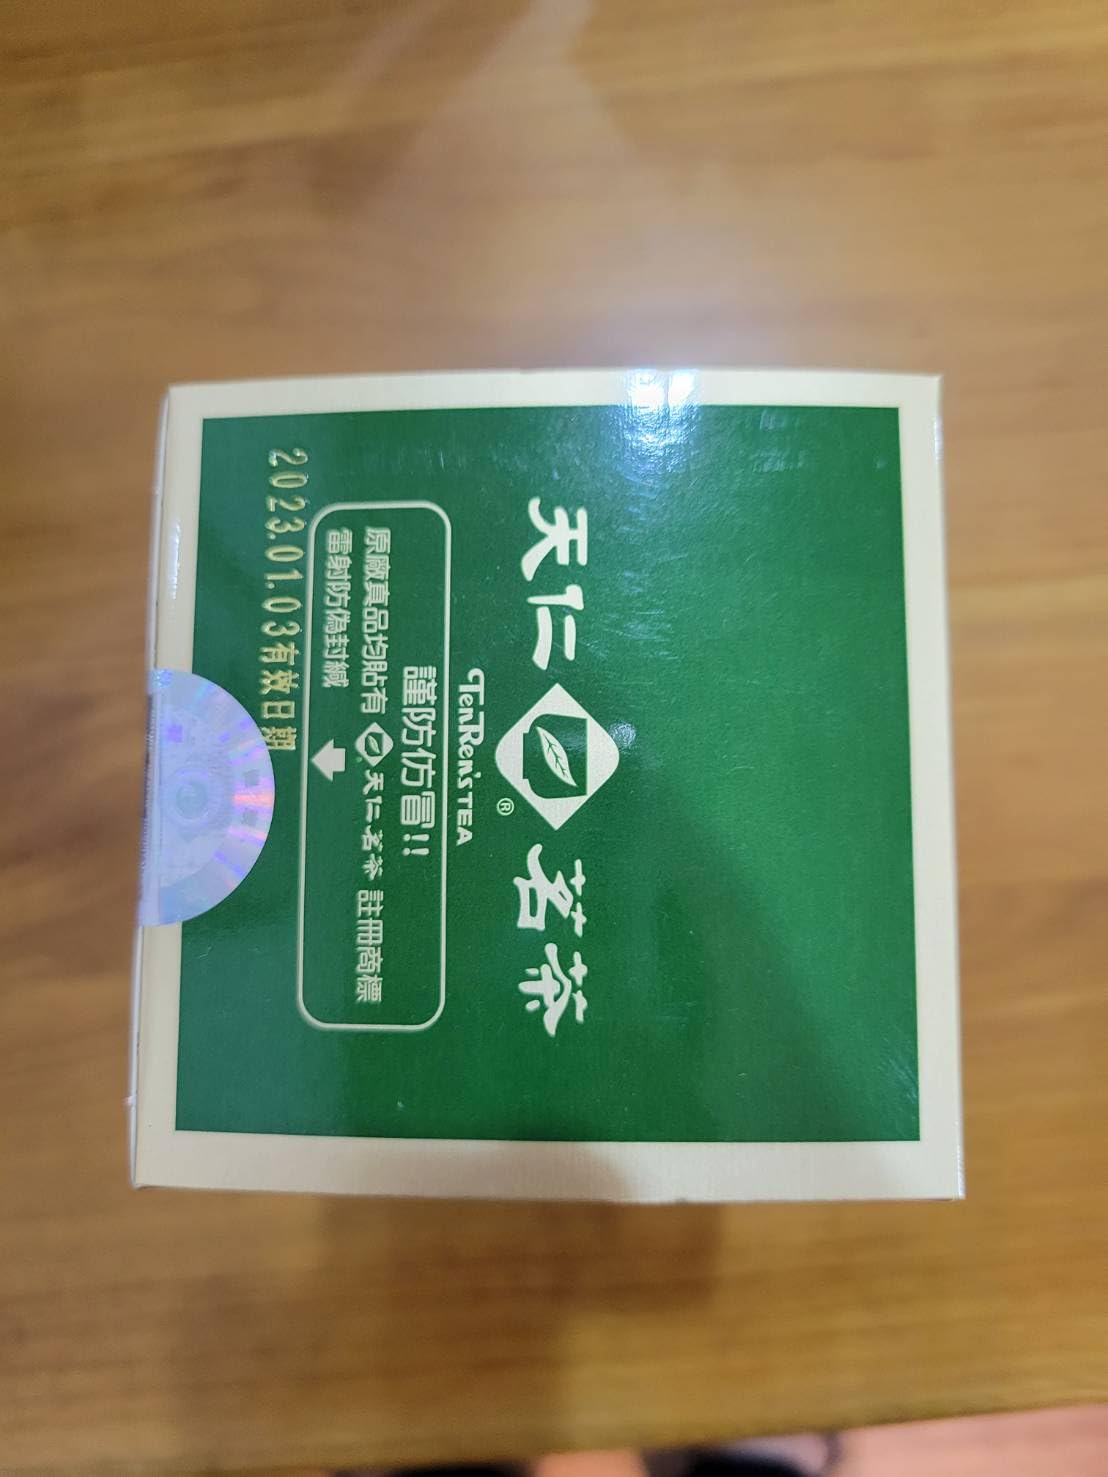 天仁茗茶
®
Ten Ren's TEA
謹防仿冒!!
原廠真品均貼有 天仁茗茶 註冊商標
雷射防偽封緘
2023.01.03有效日期